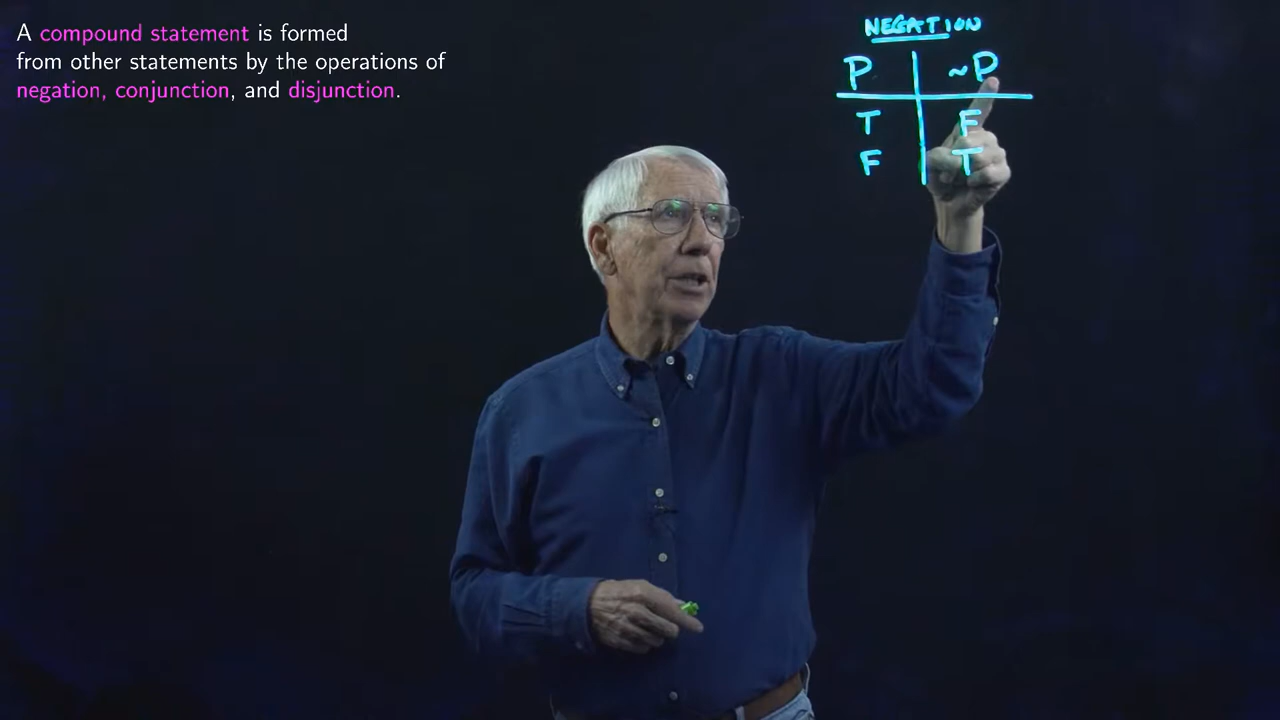 A compound statement is formed
from other statements by the operations of
negation, conjunction, and disjunction.
NEGATION
P ~P
T F
F T